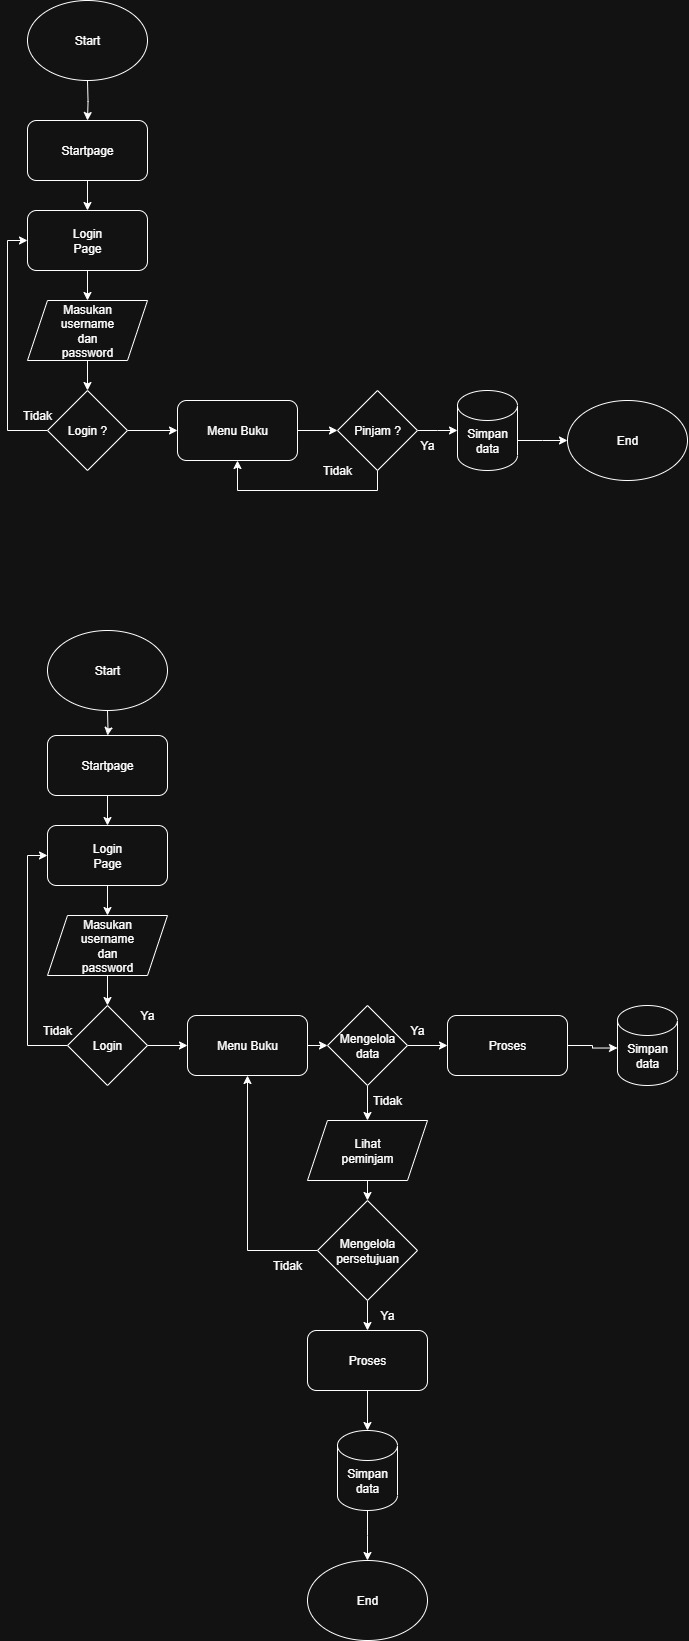 Start
Startpage
Login
Page
Masukan
username
dan
password
Tidak
Login ?
Menu Buku
Pinjam ?
Ya
Tidak
Simpan
data
End
Start
Startpage
Login
Page
Masukan
username
dan
password
Tidak
Login
Ya
Menu Buku
Mengelola
data
Ya
Proses
Simpan
data
Tidak
Lihat
peminjam
Mengelola
persetujuan
Tidak
Ya
Proses
Simpan
data
End